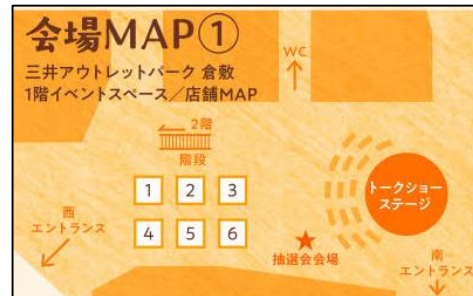 会場MAP①
三井アウトレットパーク 倉敷
1階イベントスペース／店舗MAP
WC
2階
階段
1 2 3
トークショー
ステージ
西
エントランス
4 5 6
抽選会会場
南
エントランス